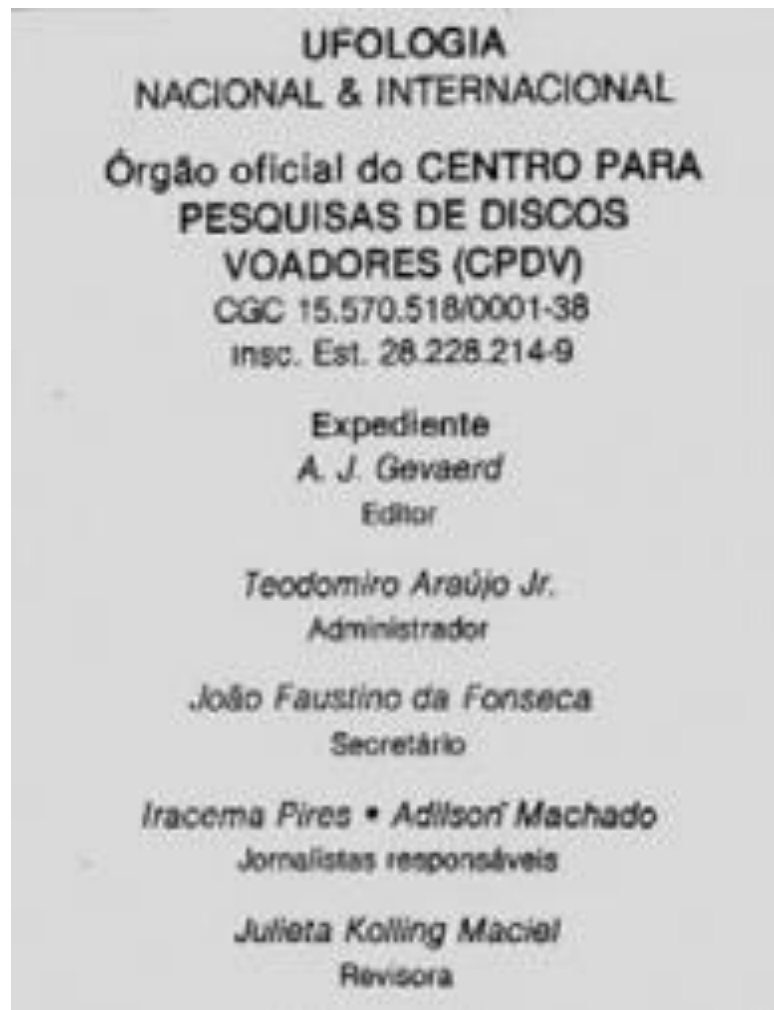 UFOLOGIA
NACIONAL & INTERNACIONAL
Órgão oficial do CENTRO PARA
PESQUISAS DE DISCOS
VOADORES (CPDV)
CGC 15.570.518/0001-38
Insc. Est. 28.228.214-9
Expediente
A. J. Gevaerd
Editor
Teodomiro Araújo Jr.
Administrador
João Faustino da Fonseca
Secretário
Iracema Pires • Adilson Machado
Jornalistas responsáveis
Julieta Kolling Maciel
Revisora